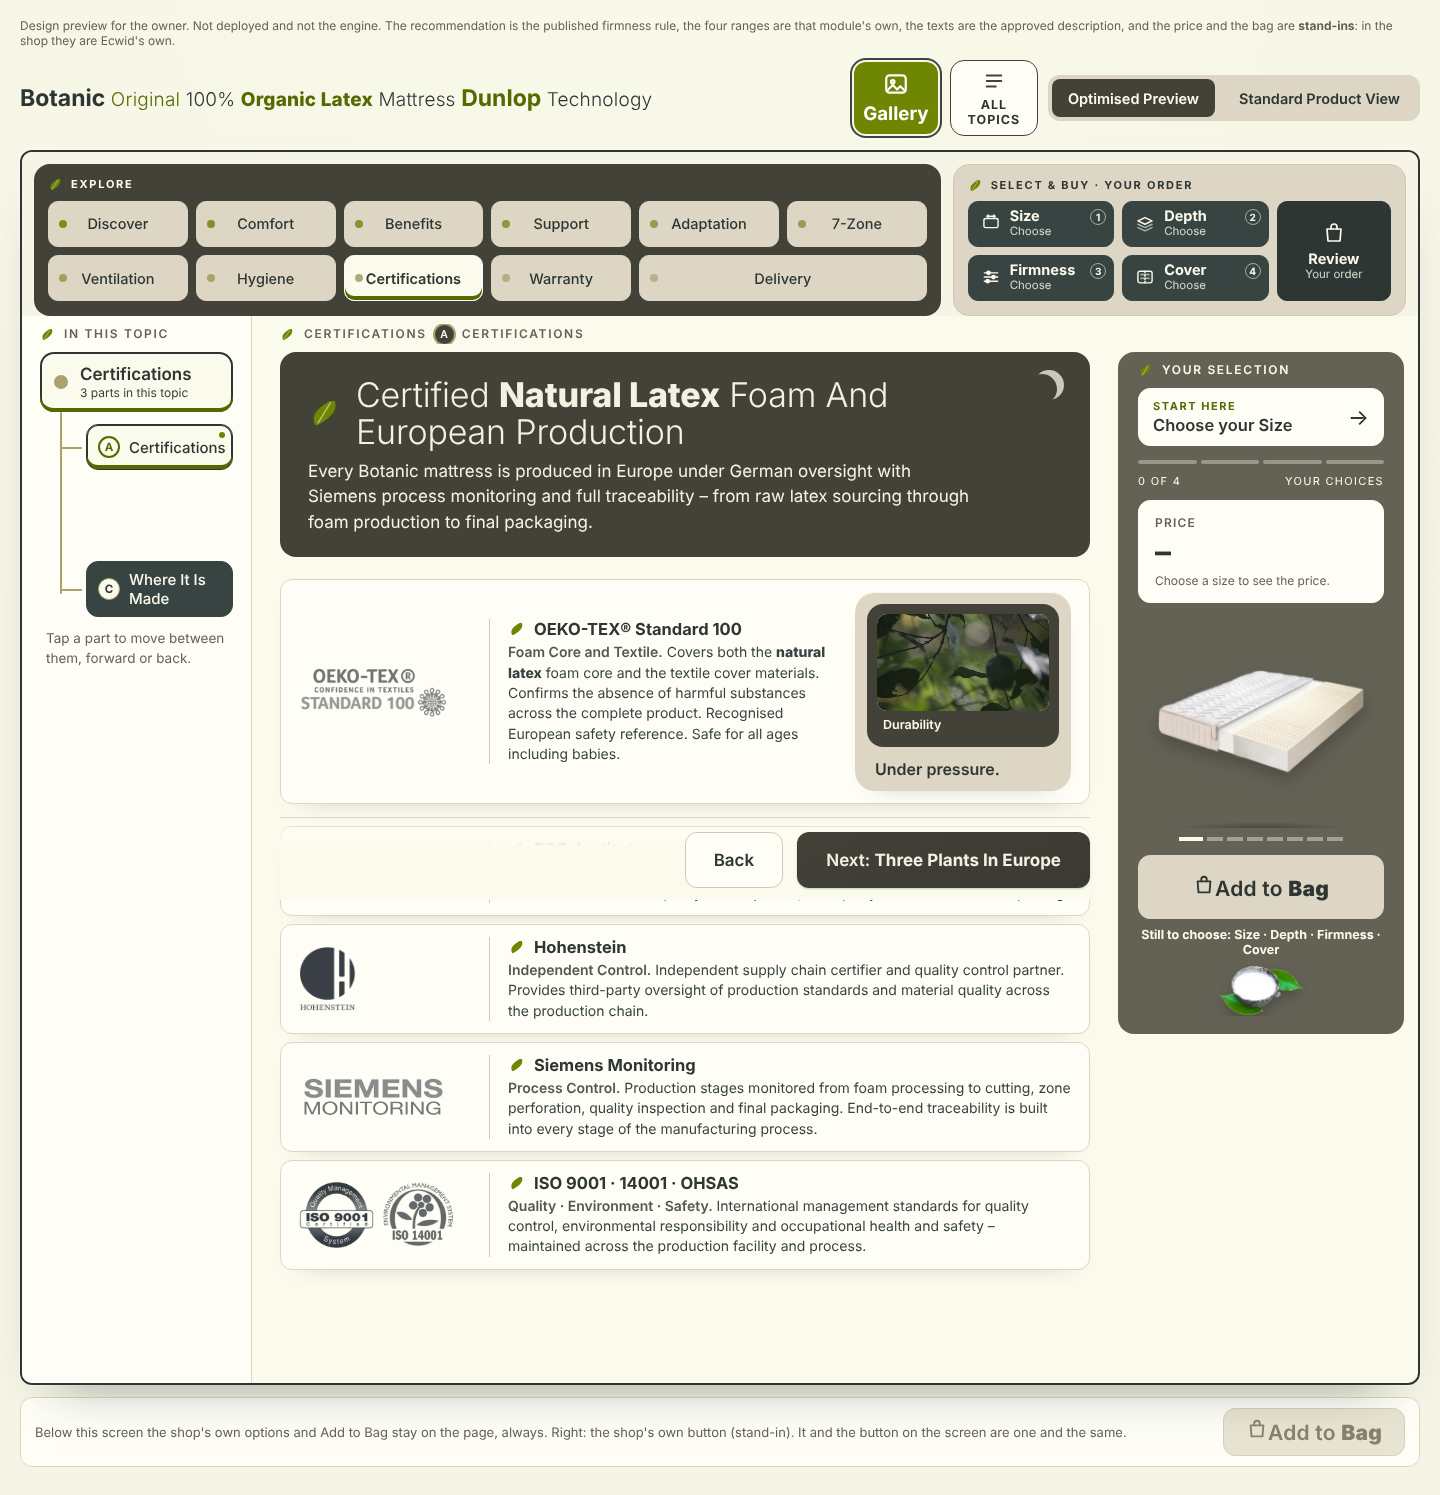 Design preview for the owner. Not deployed and not the engine. The recommendation is the published firmness rule, the four ranges are that module's own, the texts are the approved description, and the price and the bag are stand-ins: in the
shop they are Ecwid's own.
Botanic Original 100% Organic Latex Mattress Dunlop Technology
Gallery
ALL
TOPICS
Optimised Preview
Standard Product View
EXPLORE
Discover
Comfort
Benefits
Support
Adaptation
7-Zone
Ventilation
Hygiene
Certifications
Warranty
Delivery
SELECT & BUY · YOUR ORDER
Size
Choose
1
Depth
Choose
2
Firmness
Choose
3
Cover
Choose
4
Review
Your order
IN THIS TOPIC
Certifications
3 parts in this topic
A
Certifications
C
Where It Is
Made
Tap a part to move between
them, forward or back.
CERTIFICATIONS A CERTIFICATIONS
Certified Natural Latex Foam And
European Production
Every Botanic mattress is produced in Europe under German oversight with
Siemens process monitoring and full traceability – from raw latex sourcing through
foam production to final packaging.
OEKO-TEX®
CONFIDENCE IN TEXTILES
STANDARD 100
OEKO-TEX® Standard 100
Foam Core and Textile. Covers both the natural
latex foam core and the textile cover materials.
Confirms the absence of harmful substances
across the complete product. Recognised
European safety reference. Safe for all ages
including babies.
Durability
Under pressure.
Back
Next: Three Plants In Europe
HOHENSTEIN
Hohenstein
Independent Control. Independent supply chain certifier and quality control partner.
Provides third-party oversight of production standards and material quality across
the production chain.
SIEMENS
MONITORING
Siemens Monitoring
Process Control. Production stages monitored from foam processing to cutting, zone
perforation, quality inspection and final packaging. End-to-end traceability is built
into every stage of the manufacturing process.
Quality Management
ISO 9001
Certified
System
ENVIRONMENTAL MANAGEMENT SYSTEM
ISO 14001
ISO 9001 · 14001 · OHSAS
Quality · Environment · Safety. International management standards for quality
control, environmental responsibility and occupational health and safety –
maintained across the production facility and process.
YOUR SELECTION
START HERE
Choose your Size
0 OF 4
YOUR CHOICES
PRICE
–
Choose a size to see the price.
Add to Bag
Still to choose: Size · Depth · Firmness ·
Cover
Below this screen the shop's own options and Add to Bag stay on the page, always. Right: the shop's own button (stand-in). It and the button on the screen are one and the same.
Add to Bag